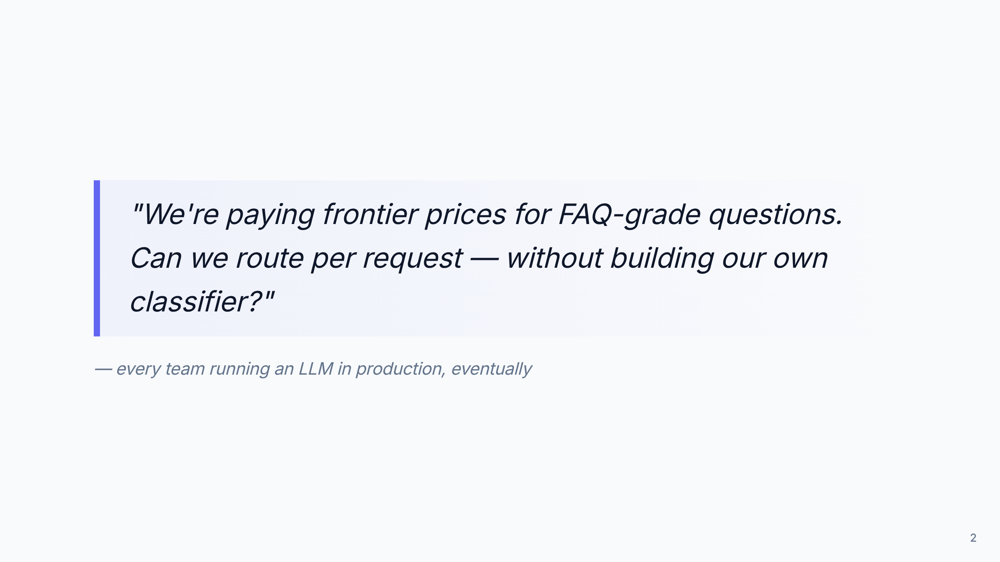 "We're paying frontier prices for FAQ-grade questions.
Can we route per request — without building our own
classifier?"
— every team running an LLM in production, eventually
2